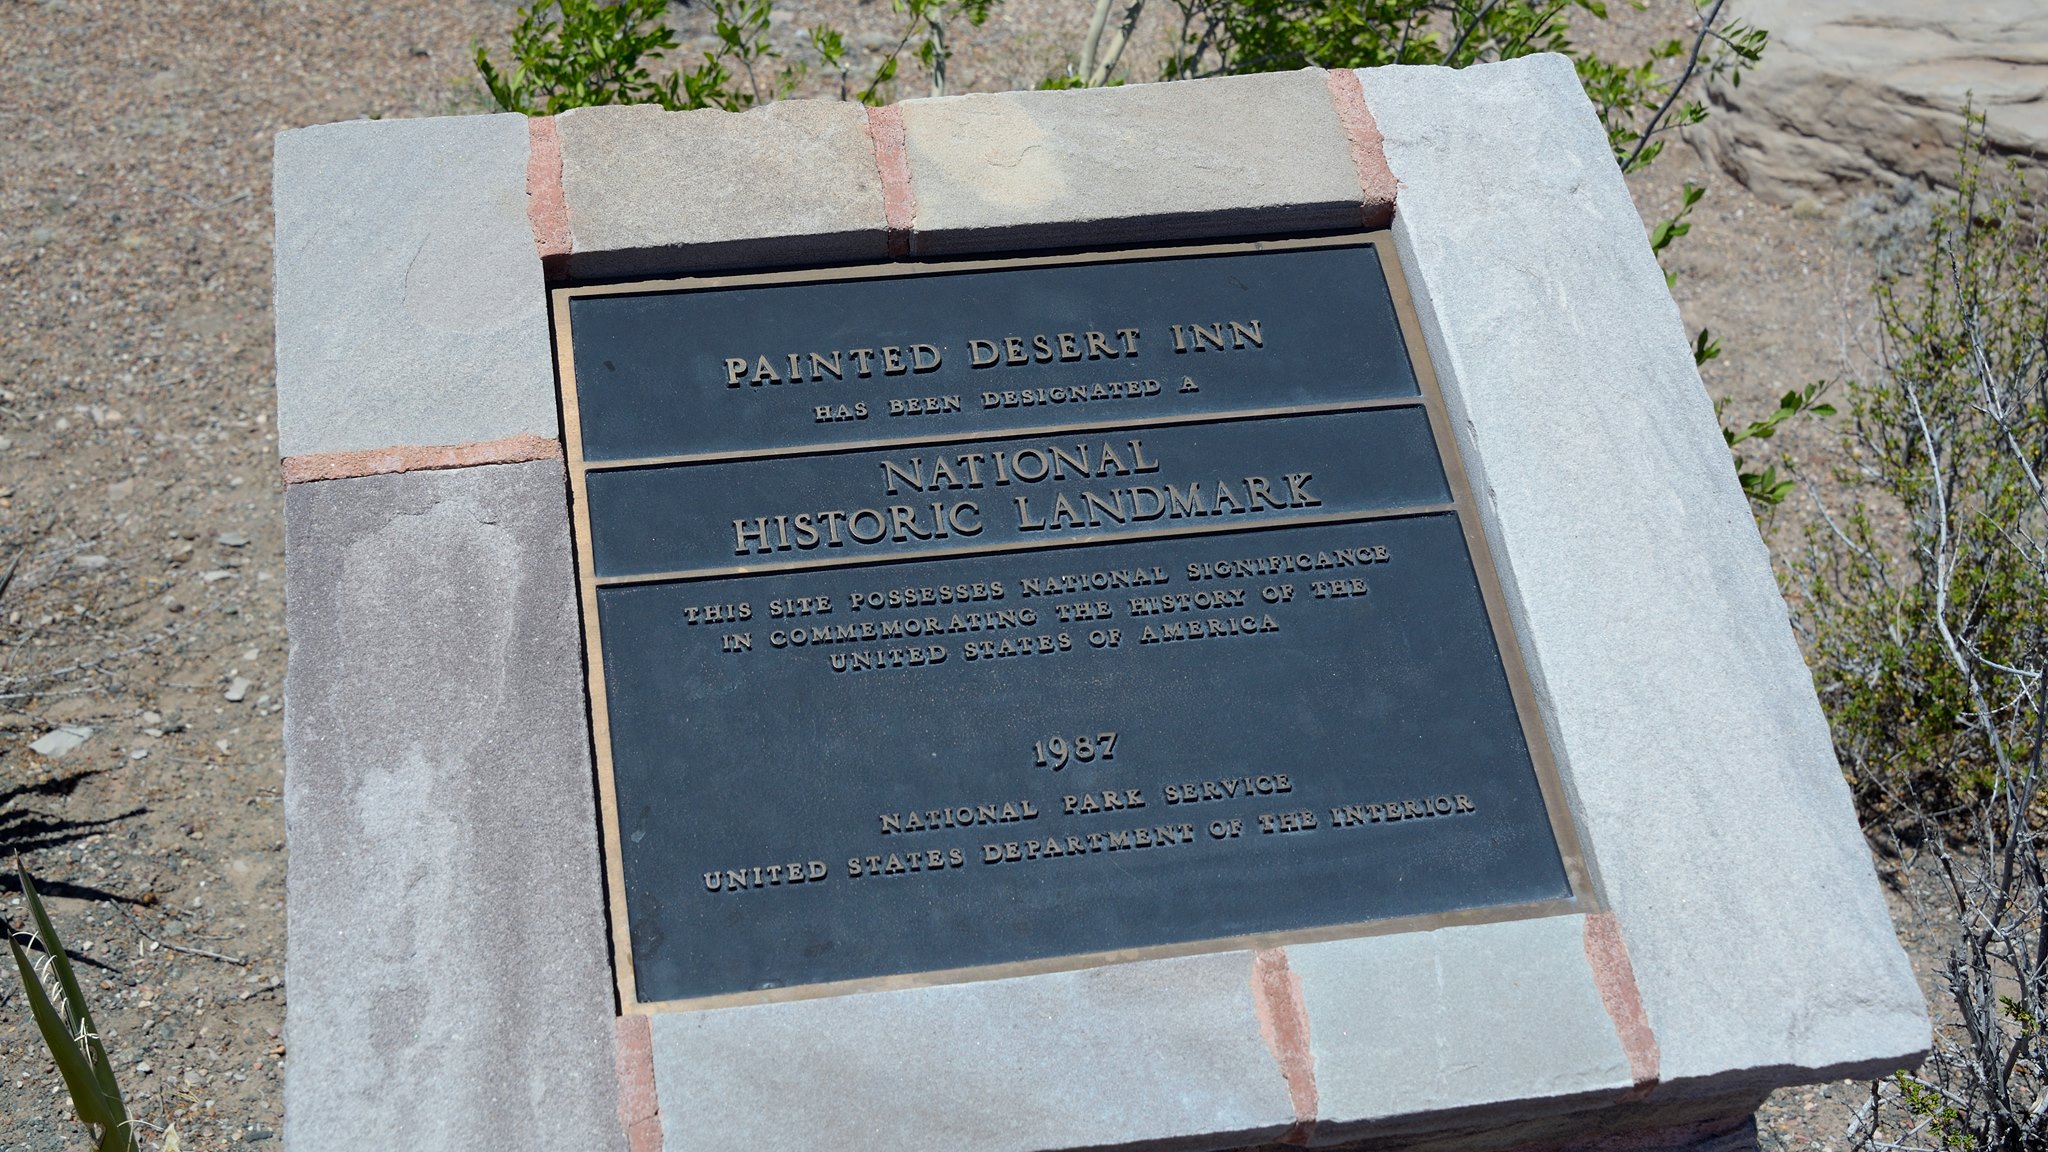 PAINTED DESERT INN
HAS BEEN DESIGNATED A
NATIONAL
HISTORIC LANDMARK
THIS SITE POSSESSES NATIONAL SIGNIFICANCE
IN COMMEMORATING THE HISTORY OF THE
UNITED STATES OF AMERICA
1987
NATIONAL PARK SERVICE
UNITED STATES DEPARTMENT OF THE INTERIOR